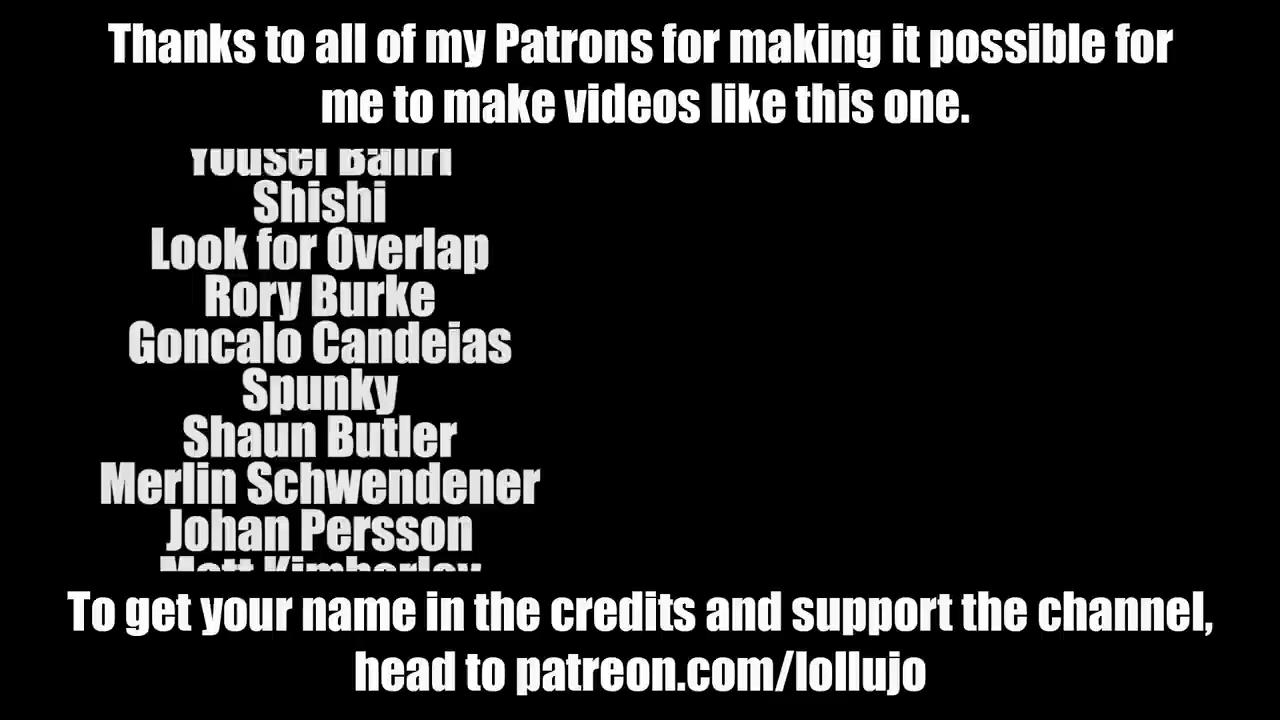 Thanks to all of my Patrons for making it possible for
me to make videos like this one.
Shishi
Look for Overlap
Rory Burke
Goncalo Candeias
Spunky
Shaun Butler
Merlin Schwendener
Johan Persson
Matt Kimberley
To get your name in the credits and support the channel,
head to patreon.com/lollujo